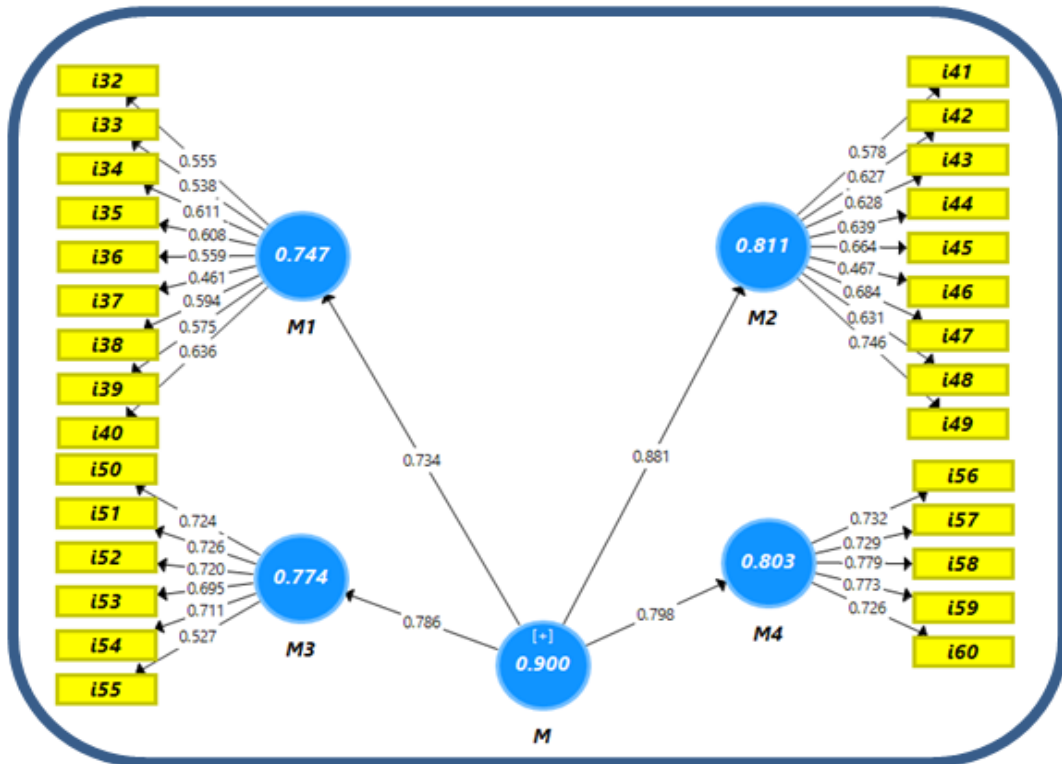 i32
i33
i34
i35
i36
i37
i38
i39
i40
0.555
0.538
0.611
0.608
0.559
0.461
0.594
0.575
0.636
0.747
M1
i41
i42
i43
i44
i45
i46
i47
i48
i49
0.578
0.627
0.628
0.639
0.664
0.467
0.684
0.631
0.746
0.811
M2
0.734
0.881
i50
i51
i52
i53
i54
i55
0.724
0.726
0.720
0.695
0.711
0.527
0.774
M3
i56
i57
i58
i59
i60
0.732
0.729
0.779
0.773
0.726
0.803
M4
0.786
0.798
[+]
0.900
M